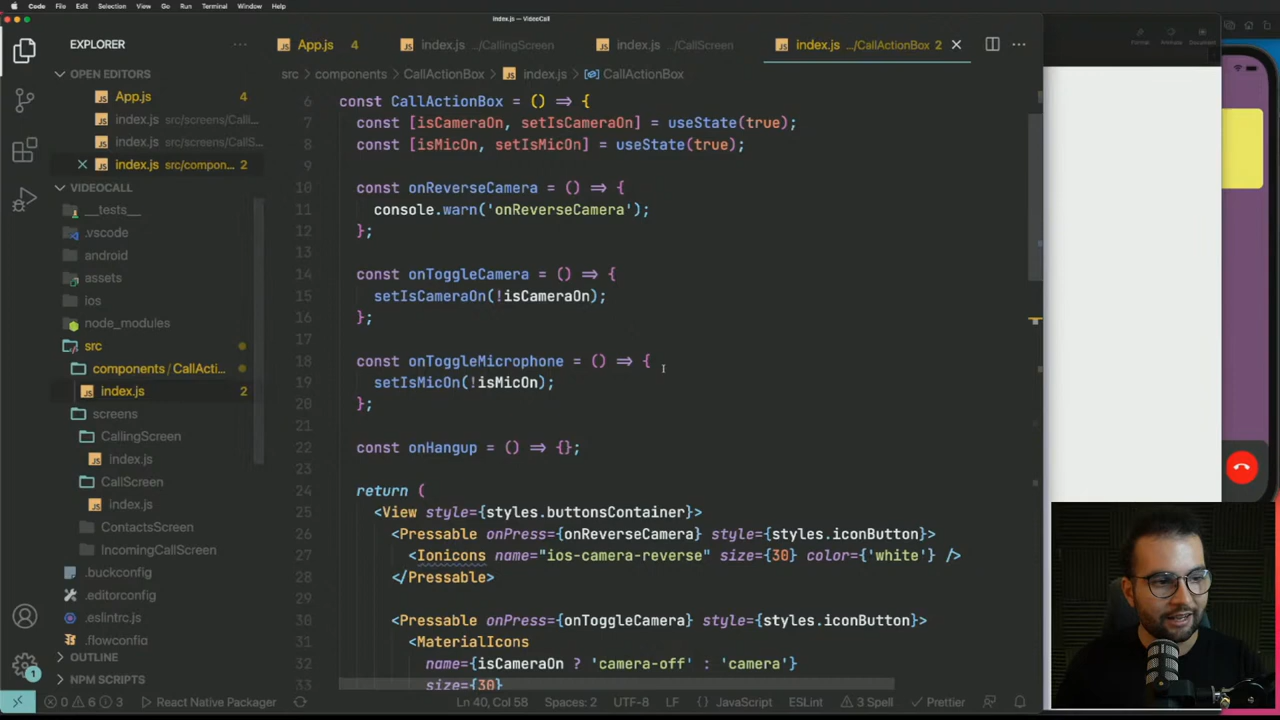 Code File Edit Selection View Go Run Terminal Window Help
index.js — VideoCall
EXPLORER
App.js 4
index.js .../CallingScreen
index.js .../CallScreen
index.js .../CallActionBox 2
OPEN EDITORS
src > components > CallActionBox > index.js > CallActionBox
App.js 4
index.js src/screens/Calli...
index.js src/screens/CallS...
index.js src/compon... 2
VIDEOCALL
__tests__
.vscode
android
assets
ios
node_modules
src
components / CallActi...
index.js 2
screens
CallingScreen
index.js
CallScreen
index.js
ContactsScreen
IncomingCallScreen
.buckconfig
.editorconfig
.eslintrc.js
.flowconfig
OUTLINE
NPM SCRIPTS
6 const CallActionBox = () => {
7 const [isCameraOn, setIsCameraOn] = useState(true);
8 const [isMicOn, setIsMicOn] = useState(true);
9
10 const onReverseCamera = () => {
11 console.warn('onReverseCamera');
12 };
13
14 const onToggleCamera = () => {
15 setIsCameraOn(!isCameraOn);
16 };
17
18 const onToggleMicrophone = () => {
19 setIsMicOn(!isMicOn);
20 };
21
22 const onHangup = () => {};
23
24 return (
25 <View style={styles.buttonsContainer}>
26 <Pressable onPress={onReverseCamera} style={styles.iconButton}>
27 <Ionicons name="ios-camera-reverse" size={30} color={'white'} />
28 </Pressable>
29
30 <Pressable onPress={onToggleCamera} style={styles.iconButton}>
31 <MaterialIcons
32 name={isCameraOn ? 'camera-off' : 'camera'}
33 size={30}
1
0 6 3 React Native Packager Ln 40, Col 58 Spaces: 2 UTF-8 LF JavaScript ESLint 3 Spell Prettier